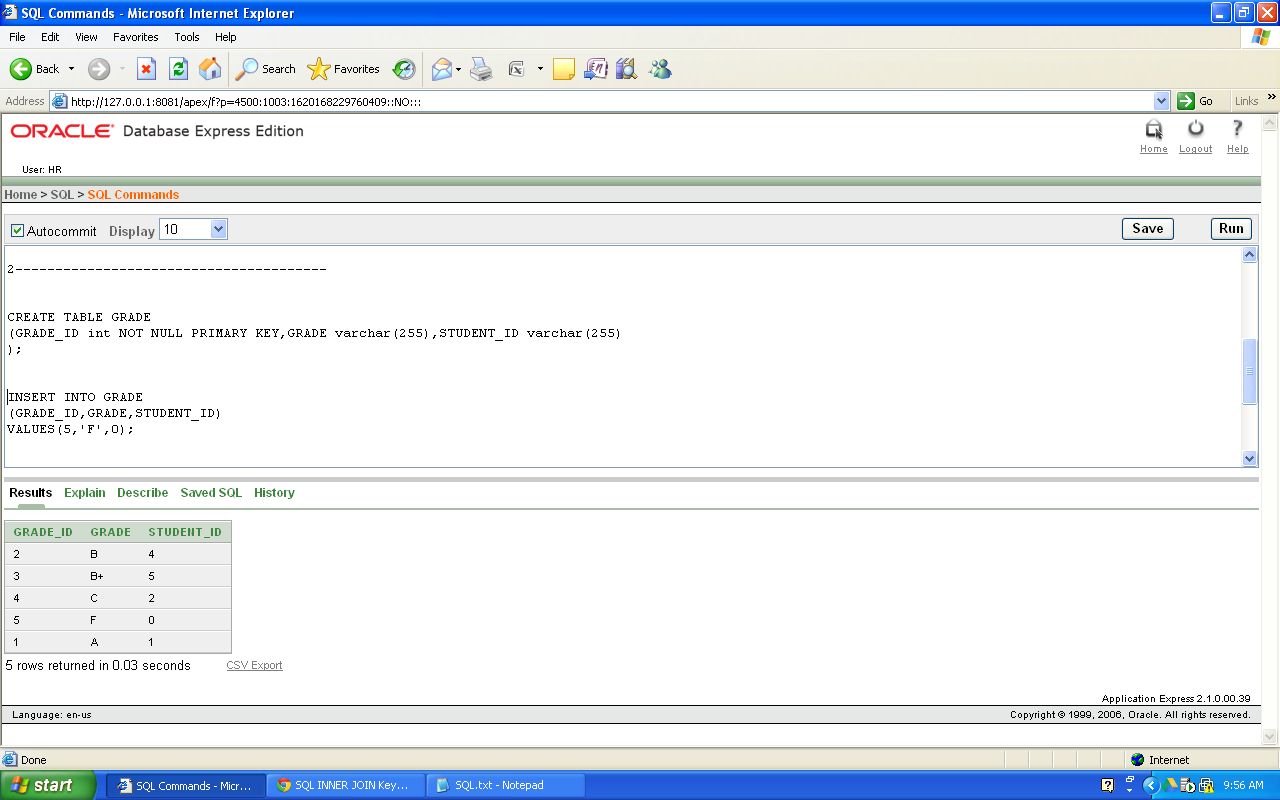 SQL Commands - Microsoft Internet Explorer
File Edit View Favorites Tools Help
Back Search Favorites
Address http://127.0.0.1:8081/apex/f?p=4500:1003:1620168229760409::NO::: Go Links »
ORACLE® Database Express Edition
Home Logout Help
User: HR
Home > SQL > SQL Commands
Autocommit Display 10 Save Run
2---------------------------------------
CREATE TABLE GRADE
(GRADE_ID int NOT NULL PRIMARY KEY,GRADE varchar(255),STUDENT_ID varchar(255)
);
INSERT INTO GRADE
(GRADE_ID,GRADE,STUDENT_ID)
VALUES(5,'F',0);
Results Explain Describe Saved SQL History
GRADE_ID GRADE STUDENT_ID
2 B 4
3 B+ 5
4 C 2
5 F 0
1 A 1
5 rows returned in 0.03 seconds CSV Export
Application Express 2.1.0.00.39
Language: en-us Copyright © 1999, 2006, Oracle. All rights reserved.
Done Internet
start SQL Commands - Micr... SQL INNER JOIN Key... SQL.txt - Notepad 9:56 AM